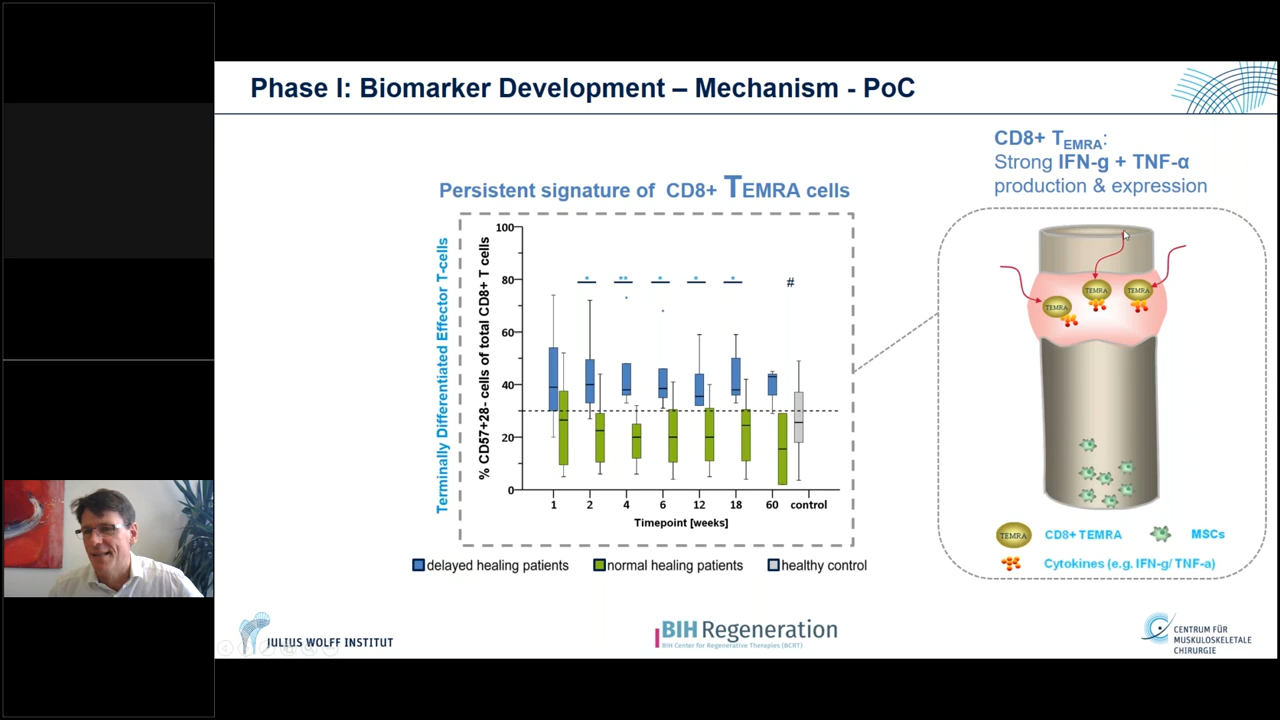 Phase I: Biomarker Development – Mechanism - PoC
CD8+ TEMRA:
Strong IFN-g + TNF-α
production & expression
Persistent signature of CD8+ TEMRA cells
Terminally Differentiated Effector T-cells
% CD57+28- cells of total CD8+ T cells
100
80
60
40
20
0
* ** * * * #
1 2 4 6 12 18 60 control
Timepoint [weeks]
delayed healing patients normal healing patients healthy control
TEMRA TEMRA TEMRA
TEMRA CD8+ TEMRA MSCs
Cytokines (e.g. IFN-g/ TNF-a)
JULIUS WOLFF INSTITUT
BIH Regeneration
BIH Center for Regenerative Therapies (BCRT)
CENTRUM FÜR
MUSKULOSKELETALE
CHIRURGIE